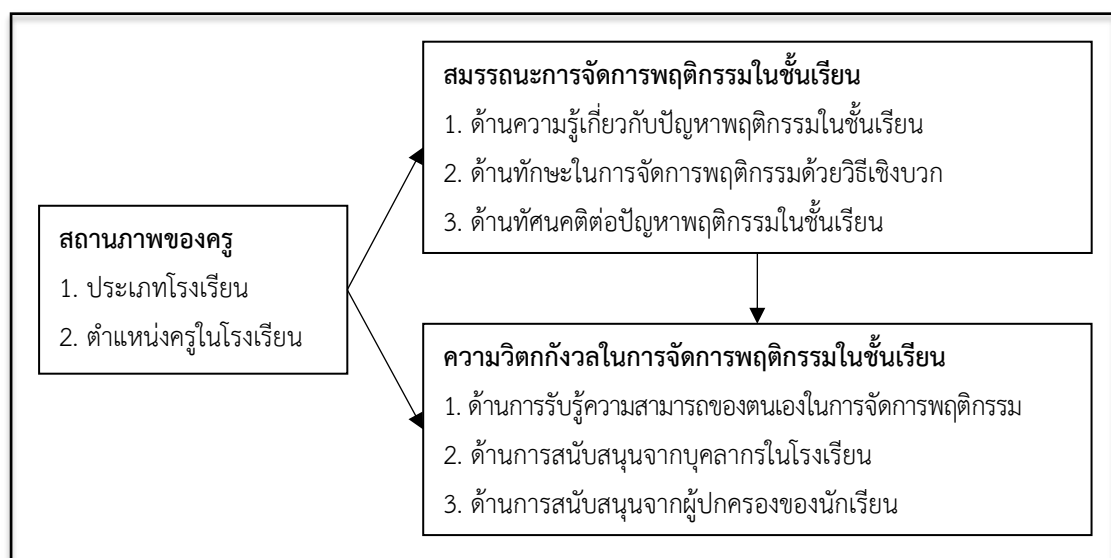 สมรรถนะการจัดการพฤติกรรมในชั้นเรียน
1. ด้านความรู้เกี่ยวกับปัญหาพฤติกรรมในชั้นเรียน
2. ด้านทักษะในการจัดการพฤติกรรมด้วยวิธีเชิงบวก
3. ด้านทัศนคติต่อปัญหาพฤติกรรมในชั้นเรียน
สถานภาพของครู
1. ประเภทโรงเรียน
2. ตำแหน่งครูในโรงเรียน
ความวิตกกังวลในการจัดการพฤติกรรมในชั้นเรียน
1. ด้านการรับรู้ความสามารถของตนเองในการจัดการพฤติกรรม
2. ด้านการสนับสนุนจากบุคลากรในโรงเรียน
3. ด้านการสนับสนุนจากผู้ปกครองของนักเรียน